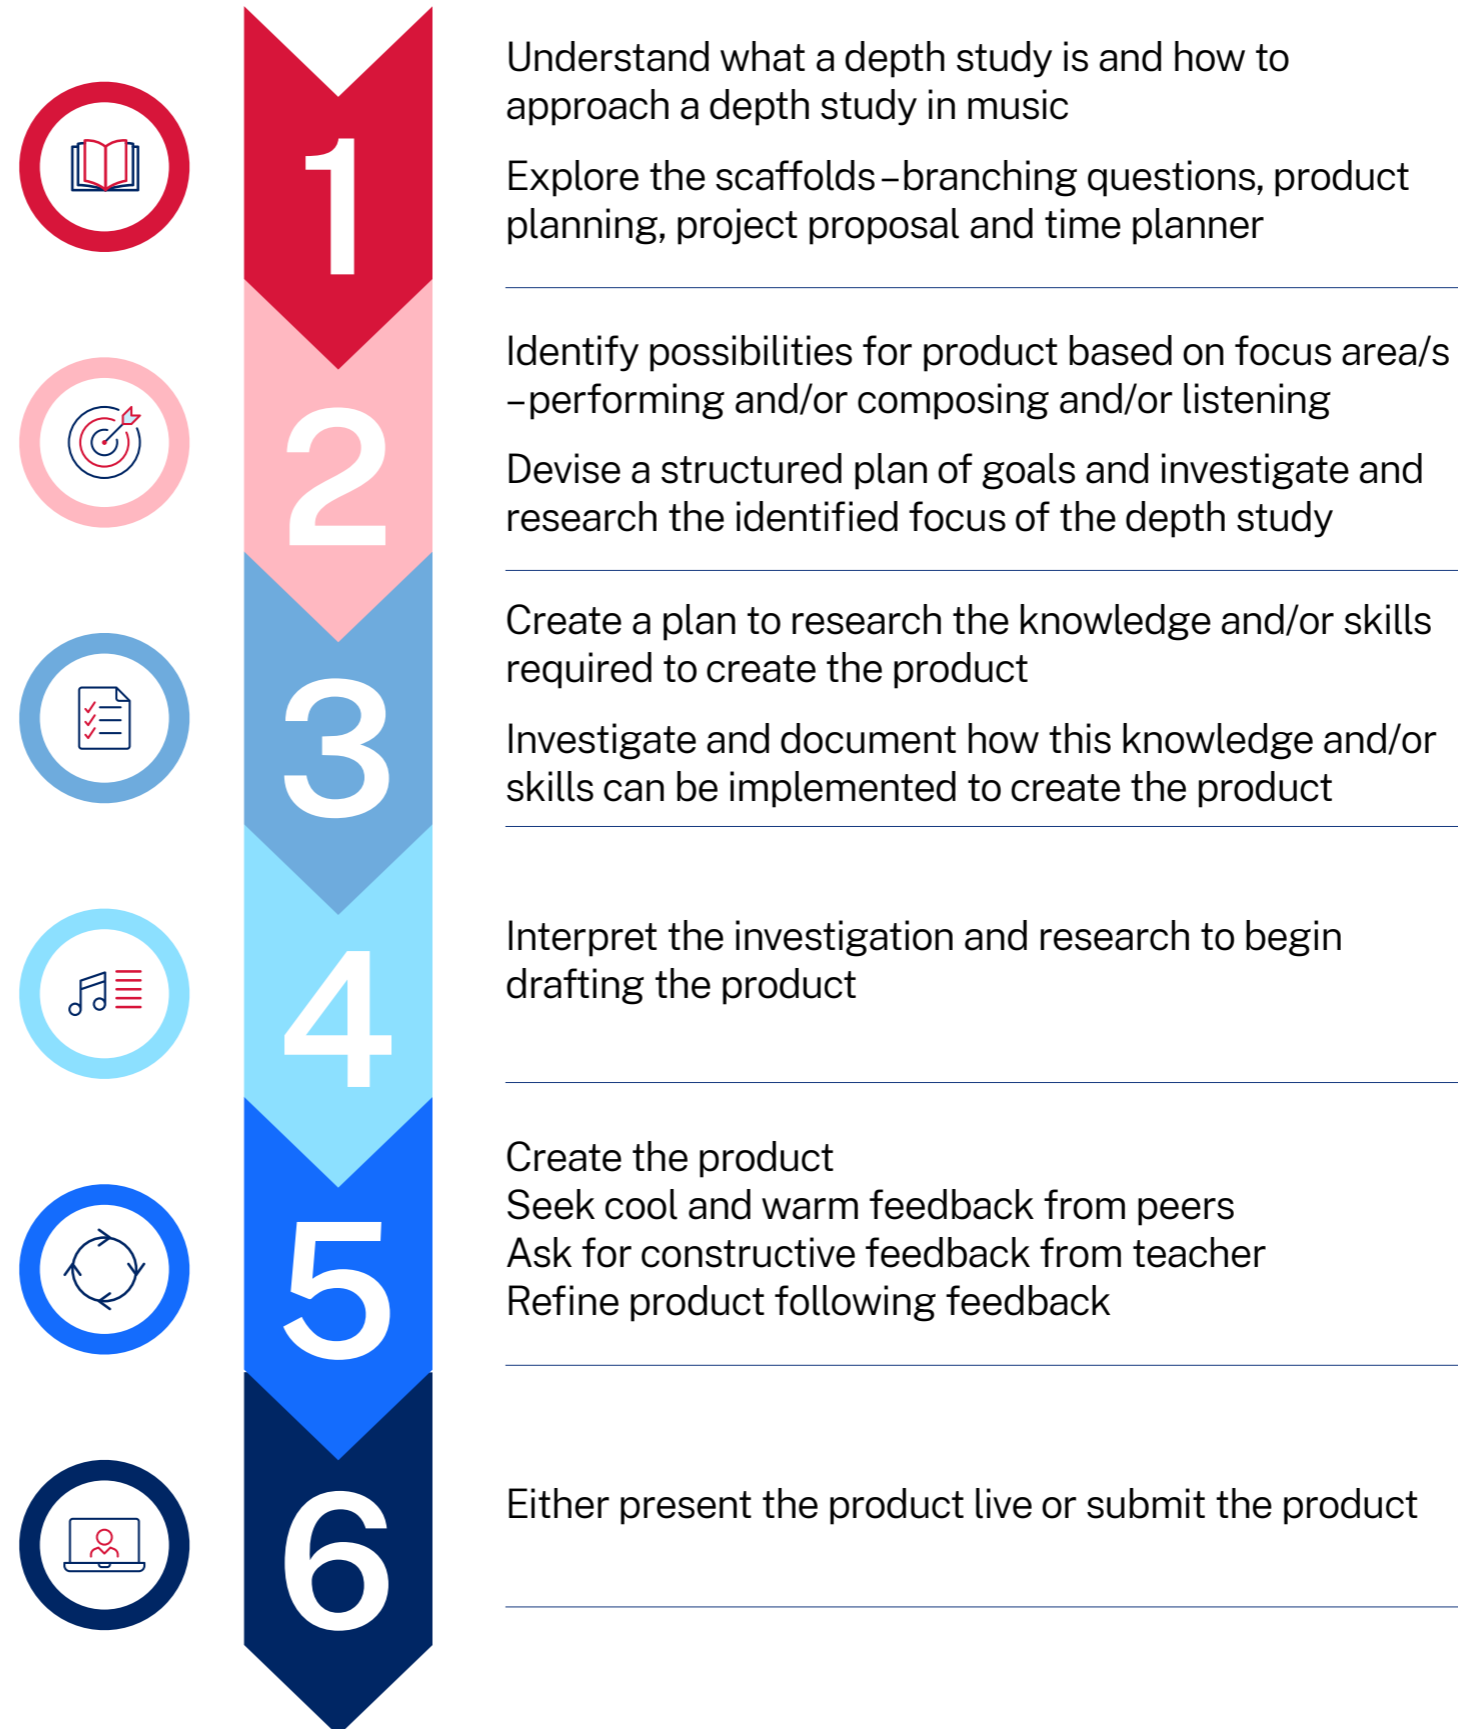 1
Understand what a depth study is and how to
approach a depth study in music
Explore the scaffolds – branching questions, product
planning, project proposal and time planner
2
Identify possibilities for product based on focus area/s
– performing and/or composing and/or listening
Devise a structured plan of goals and investigate and
research the identified focus of the depth study
3
Create a plan to research the knowledge and/or skills
required to create the product
Investigate and document how this knowledge and/or
skills can be implemented to create the product
4
Interpret the investigation and research to begin
drafting the product
5
Create the product
Seek cool and warm feedback from peers
Ask for constructive feedback from teacher
Refine product following feedback
6
Either present the product live or submit the product